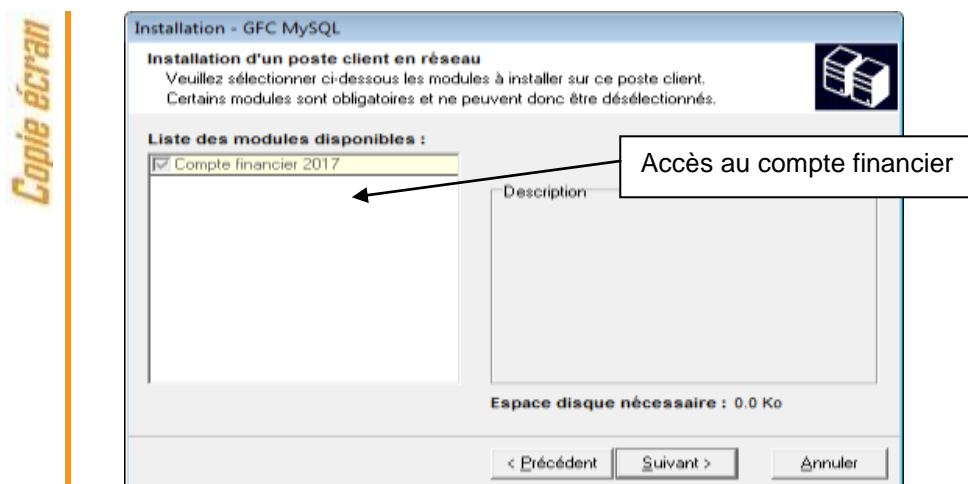 Copie écran
Installation - GFC MySQL
Installation d'un poste client en réseau
Veuillez sélectionner ci-dessous les modules à installer sur ce poste client.
Certains modules sont obligatoires et ne peuvent donc être désélectionnés.
Liste des modules disponibles :
Compte financier 2017
Accès au compte financier
Description
Espace disque nécessaire : 0.0 Ko
< Précédent
Suivant >
Annuler